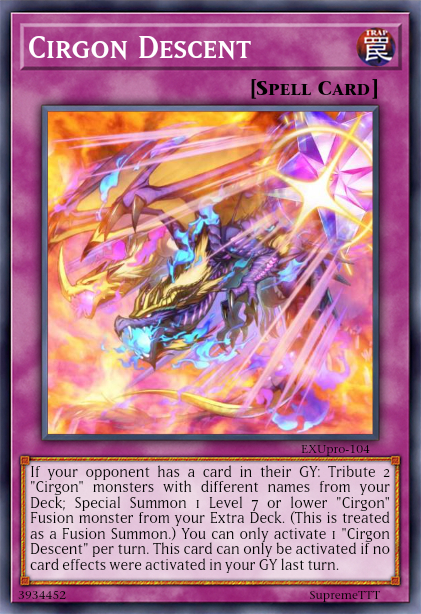 Cirgon Descent
TRAP
罠
[Spell Card]
EXUpro-104
If your opponent has a card in their GY: Tribute 2
"Cirgon" monsters with different names from your
Deck; Special Summon 1 Level 7 or lower "Cirgon"
Fusion monster from your Extra Deck. (This is treated
as a Fusion Summon.) You can only activate 1 "Cirgon
Descent" per turn. This card can only be activated if no
card effects were activated in your GY last turn.
3934452
SupremeTTT